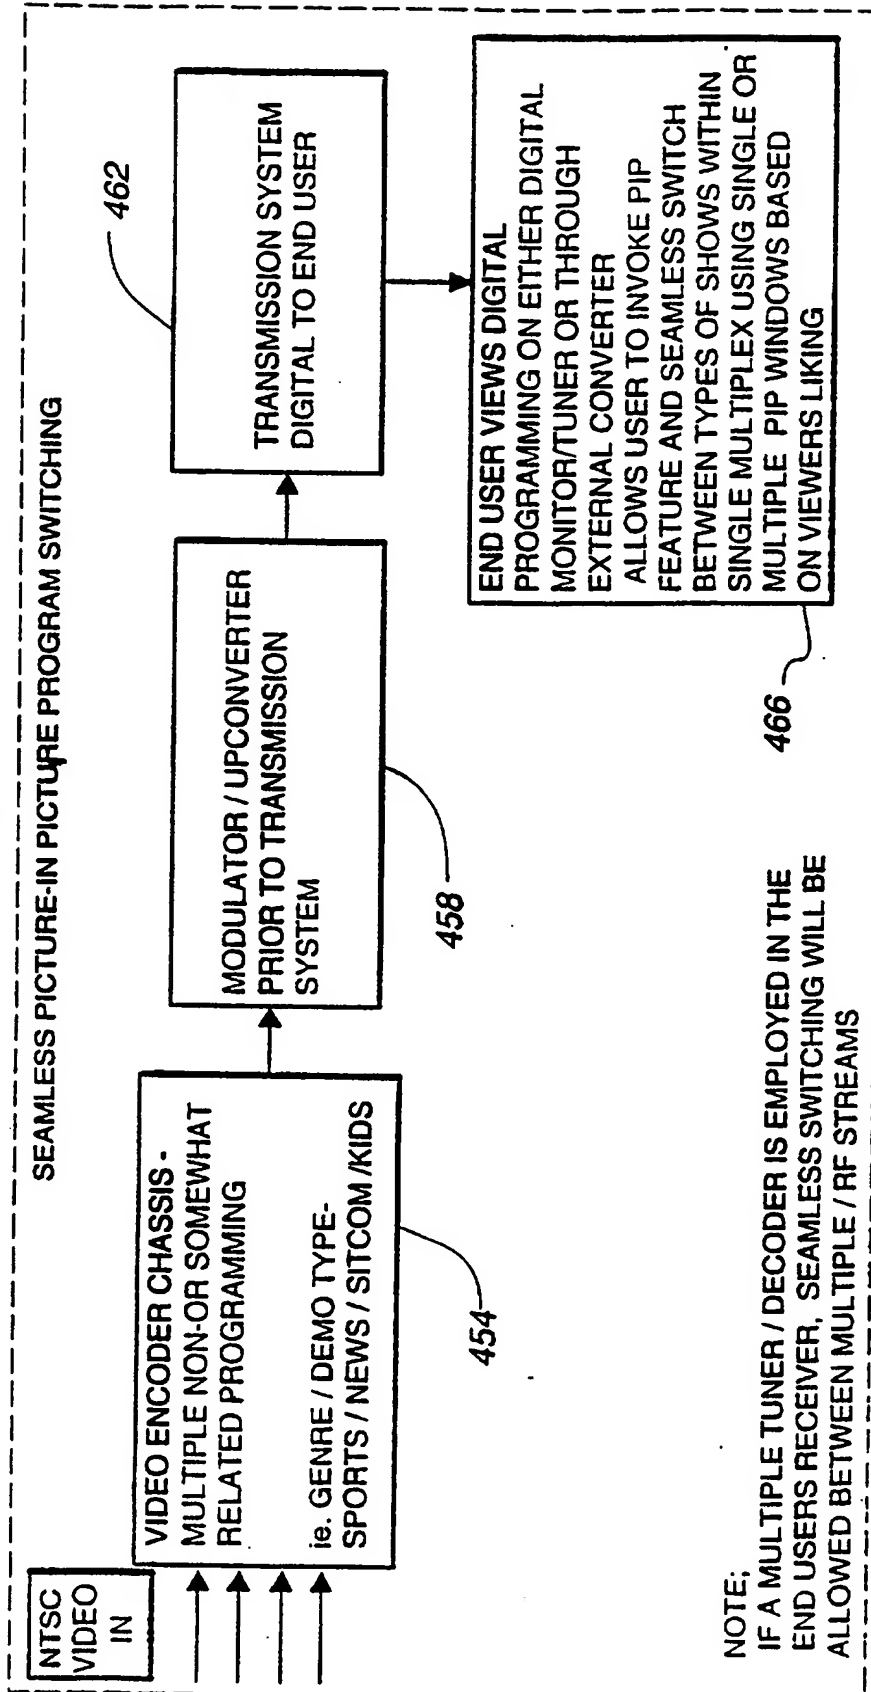 SEAMLESS PICTURE-IN PICTURE PROGRAM SWITCHING
NTSC
VIDEO
IN
VIDEO ENCODER CHASSIS -
MULTIPLE NON-OR SOMEWHAT
RELATED PROGRAMMING
ie. GENRE / DEMO TYPE-
SPORTS / NEWS / SITCOM /KIDS
454
MODULATOR / UPCONVERTER
PRIOR TO TRANSMISSION
SYSTEM
458
TRANSMISSION SYSTEM
DIGITAL TO END USER
462
END USER VIEWS DIGITAL
PROGRAMMING ON EITHER DIGITAL
MONITOR/TUNER OR THROUGH
EXTERNAL CONVERTER
ALLOWS USER TO INVOKE PIP
FEATURE AND SEAMLESS SWITCH
BETWEEN TYPES OF SHOWS WITHIN
SINGLE MULTIPLEX USING SINGLE OR
MULTIPLE PIP WINDOWS BASED
ON VIEWERS LIKING
466
NOTE;
IF A MULTIPLE TUNER / DECODER IS EMPLOYED IN THE
END USERS RECEIVER, SEAMLESS SWITCHING WILL BE
ALLOWED BETWEEN MULTIPLE / RF STREAMS